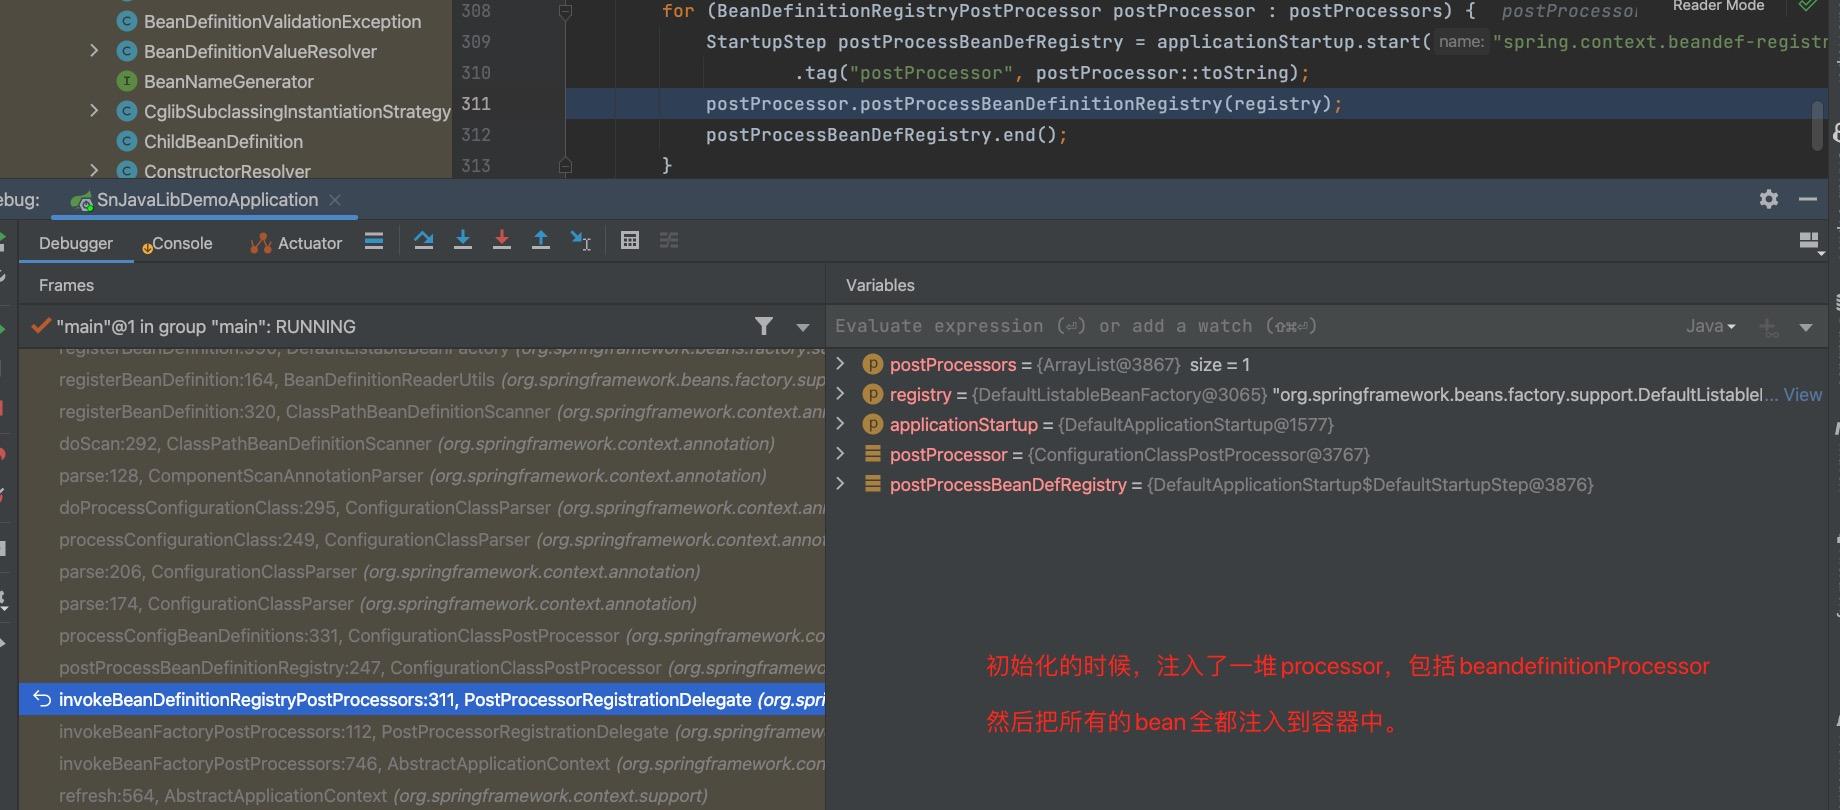 BeanDefinitionValidationException
BeanDefinitionValueResolver
BeanNameGenerator
CglibSubclassingInstantiationStrategy
ChildBeanDefinition
ConstructorResolver
308 for (BeanDefinitionRegistryPostProcessor postProcessor : postProcessors) { postProcessor
309 StartupStep postProcessBeanDefRegistry = applicationStartup.start( name: "spring.context.beandef-registr
310 .tag("postProcessor", postProcessor::toString);
311 postProcessor.postProcessBeanDefinitionRegistry(registry);
312 postProcessBeanDefRegistry.end();
313 }
Reader Mode
ebug: SnJavaLibDemoApplication
Debugger Console Actuator
Frames
"main"@1 in group "main": RUNNING
registerBeanDefinition:996, DefaultListableBeanFactory (org.springframework.beans.factory.su
registerBeanDefinition:164, BeanDefinitionReaderUtils (org.springframework.beans.factory.sup
registerBeanDefinition:320, ClassPathBeanDefinitionScanner (org.springframework.context.an
doScan:292, ClassPathBeanDefinitionScanner (org.springframework.context.annotation)
parse:128, ComponentScanAnnotationParser (org.springframework.context.annotation)
doProcessConfigurationClass:295, ConfigurationClassParser (org.springframework.context.an
processConfigurationClass:249, ConfigurationClassParser (org.springframework.context.annot
parse:206, ConfigurationClassParser (org.springframework.context.annotation)
parse:174, ConfigurationClassParser (org.springframework.context.annotation)
processConfigBeanDefinitions:331, ConfigurationClassPostProcessor (org.springframework.co
postProcessBeanDefinitionRegistry:247, ConfigurationClassPostProcessor (org.springframew
invokeBeanDefinitionRegistryPostProcessors:311, PostProcessorRegistrationDelegate (org.spri
invokeBeanFactoryPostProcessors:112, PostProcessorRegistrationDelegate (org.springframew
invokeBeanFactoryPostProcessors:746, AbstractApplicationContext (org.springframework.con
refresh:564, AbstractApplicationContext (org.springframework.context.support)
Variables
Evaluate expression (⏎) or add a watch (⇧⌘⏎) Java
postProcessors = {ArrayList@3867} size = 1
registry = {DefaultListableBeanFactory@3065} "org.springframework.beans.factory.support.DefaultListableI... View
applicationStartup = {DefaultApplicationStartup@1577}
postProcessor = {ConfigurationClassPostProcessor@3767}
postProcessBeanDefRegistry = {DefaultApplicationStartup$DefaultStartupStep@3876}
初始化的时候，注入了一堆processor，包括beandefinitionProcessor
然后把所有的bean全都注入到容器中。